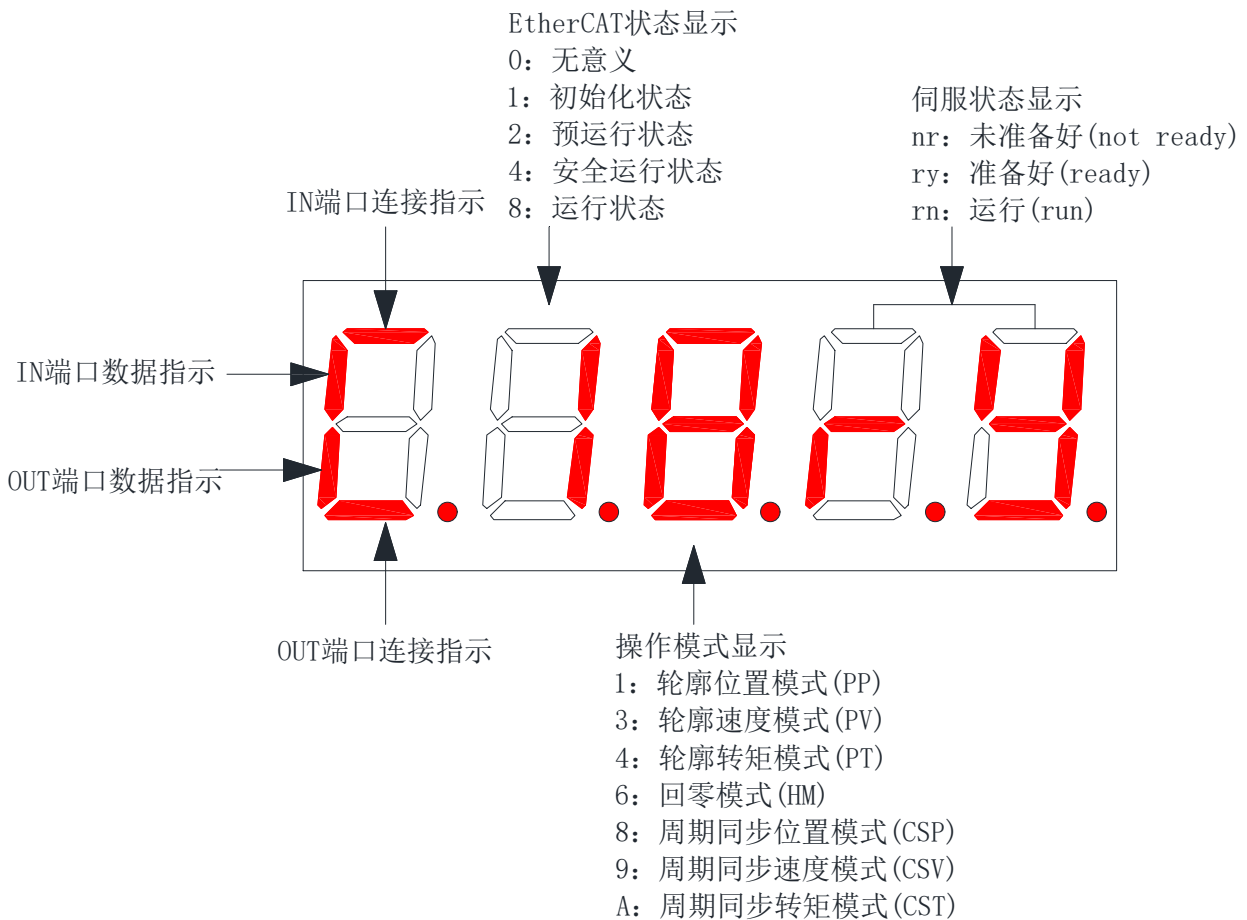 EtherCAT状态显示
0: 无意义
1: 初始化状态
2: 预运行状态
4: 安全运行状态
8: 运行状态
伺服状态显示
nr: 未准备好(not ready)
ry: 准备好(ready)
rn: 运行(run)
IN端口连接指示
IN端口数据指示
OUT端口数据指示
OUT端口连接指示
操作模式显示
1: 轮廓位置模式(PP)
3: 轮廓速度模式(PV)
4: 轮廓转矩模式(PT)
6: 回零模式(HM)
8: 周期同步位置模式(CSP)
9: 周期同步速度模式(CSV)
A: 周期同步转矩模式(CST)